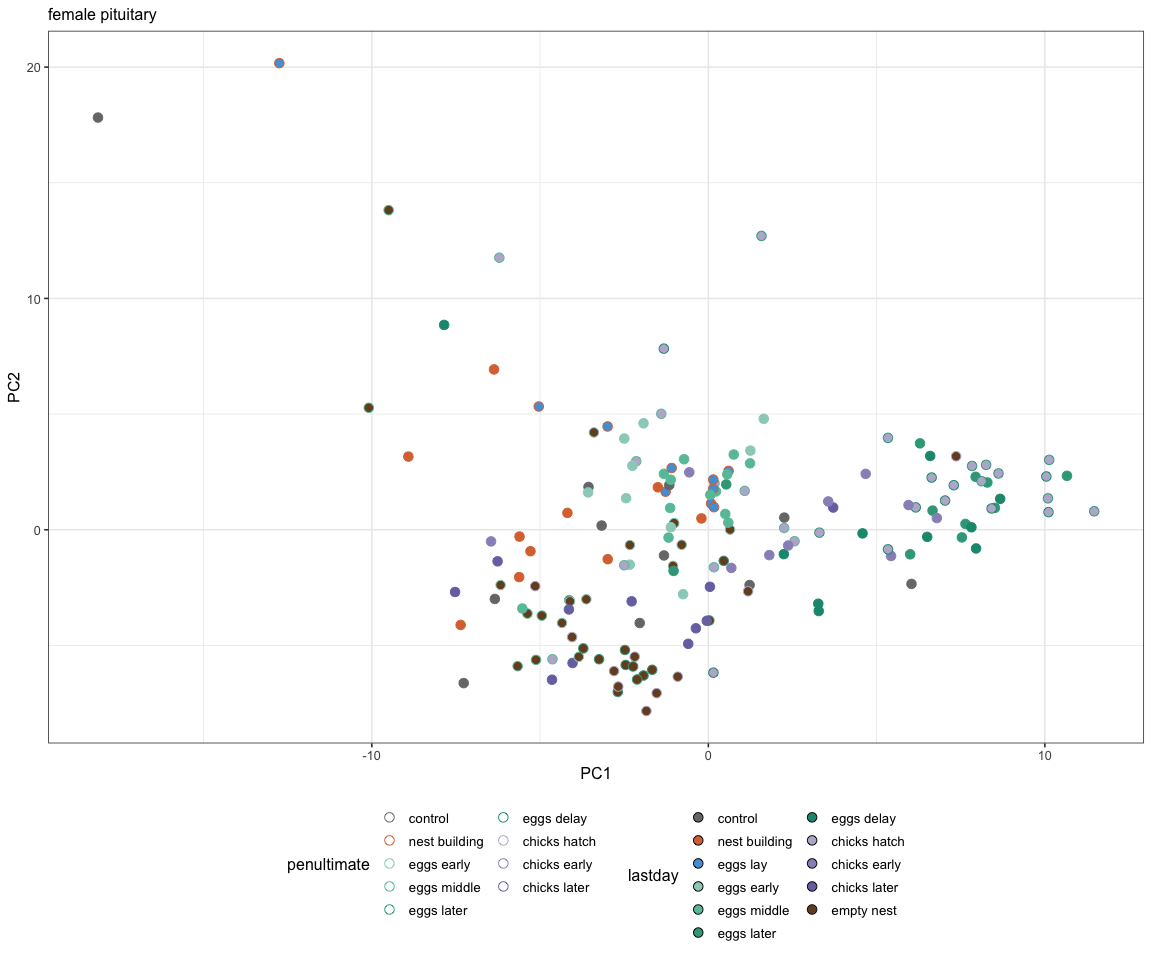 female pituitary
20
10
0
PC2
-10 0 10
PC1
penultimate
control
nest building
eggs early
eggs middle
eggs later
eggs delay
chicks hatch
chicks early
chicks later
lastday
control
nest building
eggs lay
eggs early
eggs middle
eggs later
eggs delay
chicks hatch
chicks early
chicks later
empty nest